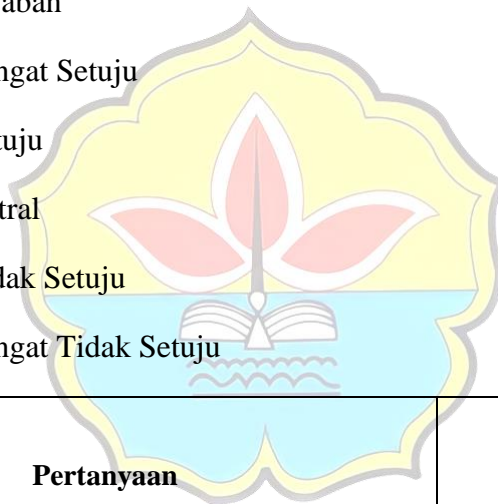 aban
ngat Setuju
tuju
tral
dak Setuju
ngat Tidak Setuju
Pertanyaan